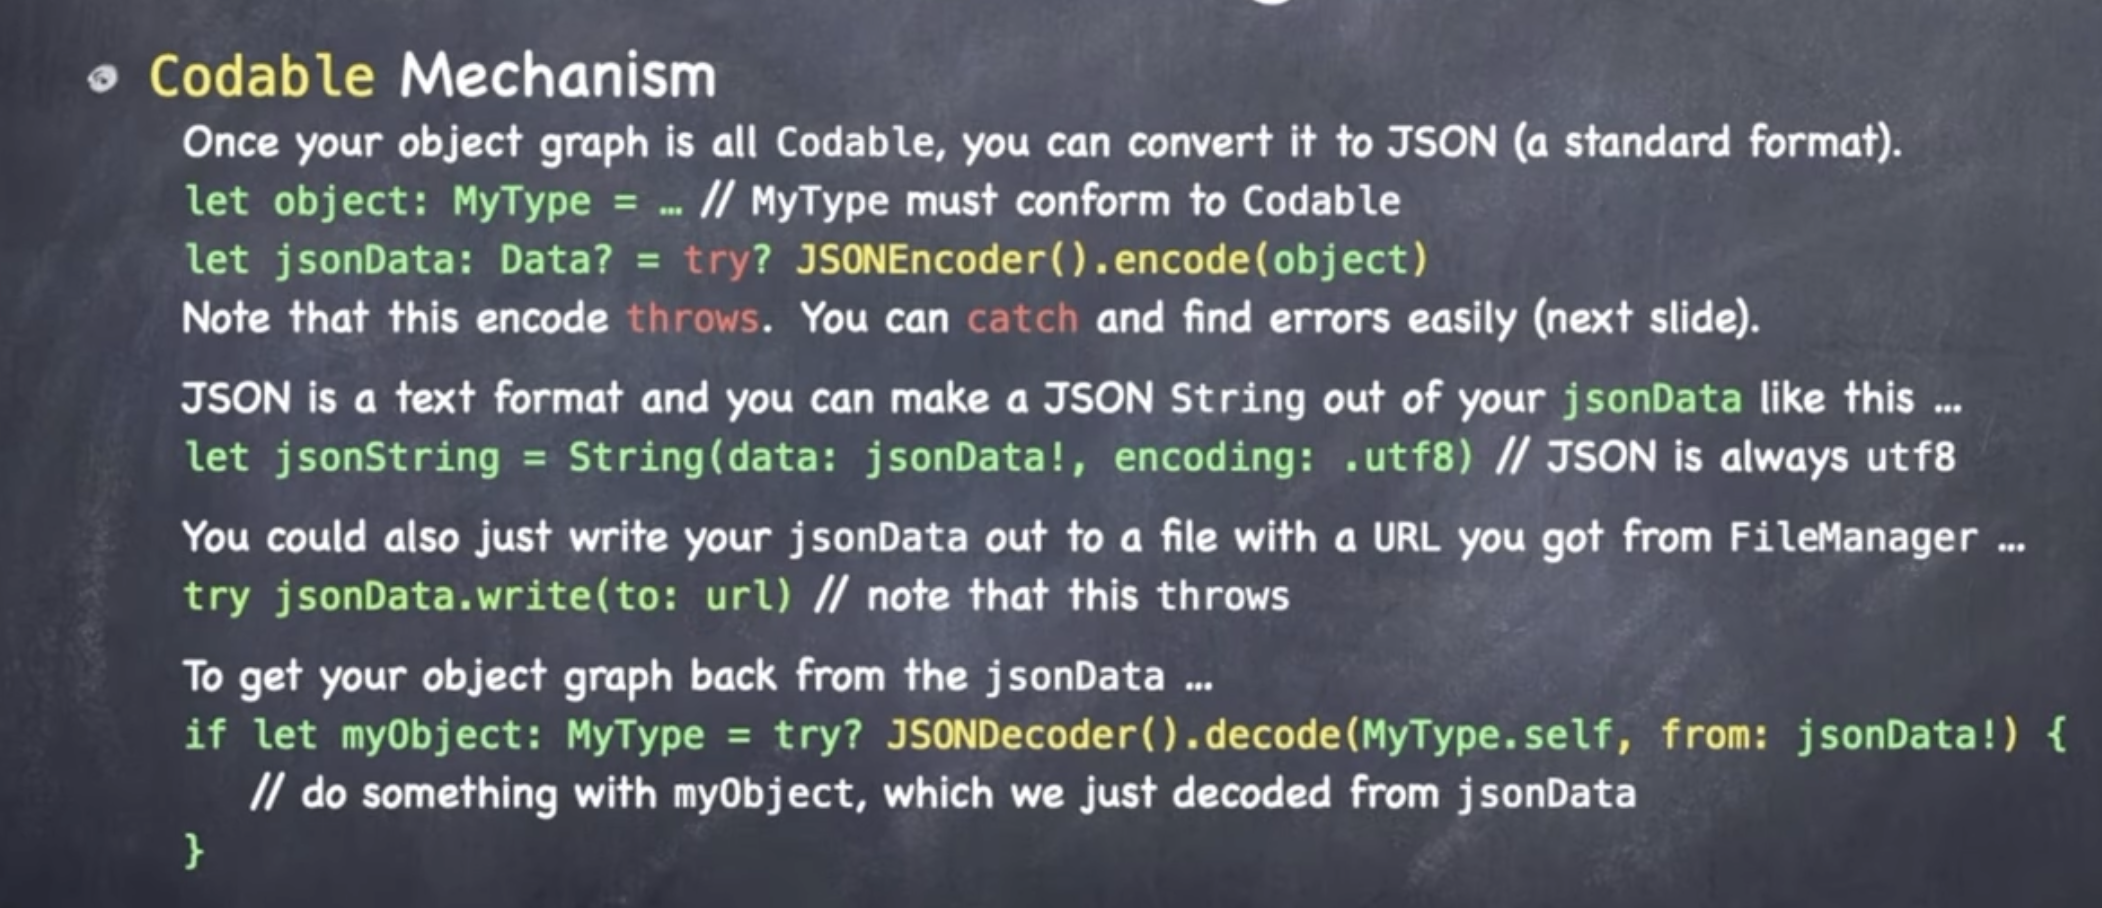 Codable Mechanism
Once your object graph is all Codable, you can convert it to JSON (a standard format).
let object: MyType = … // MyType must conform to Codable
let jsonData: Data? = try? JSONEncoder().encode(object)
Note that this encode throws. You can catch and find errors easily (next slide).
JSON is a text format and you can make a JSON String out of your jsonData like this …
let jsonString = String(data: jsonData!, encoding: .utf8) // JSON is always utf8
You could also just write your jsonData out to a file with a URL you got from FileManager …
try jsonData.write(to: url) // note that this throws
To get your object graph back from the jsonData …
if let myObject: MyType = try? JSONDecoder().decode(MyType.self, from: jsonData!) {
// do something with myObject, which we just decoded from jsonData
}